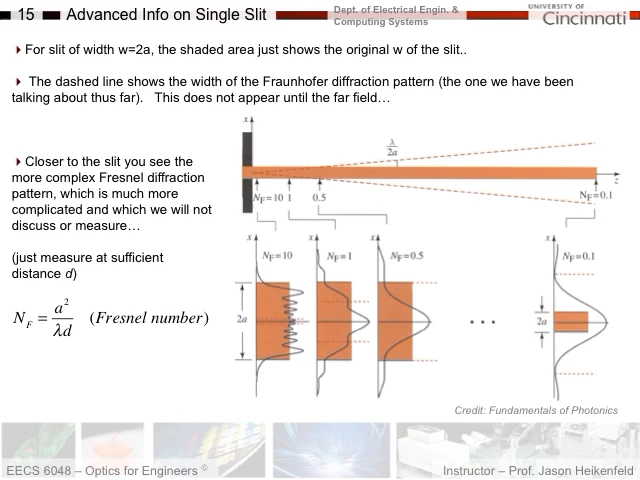 15 Advanced Info on Single Slit
Dept. of Electrical Engin. &
Computing Systems
UNIVERSITY OF
Cincinnati
For slit of width w=2a, the shaded area just shows the original w of the slit..
The dashed line shows the width of the Fraunhofer diffraction pattern (the one we have been
talking about thus far). This does not appear until the far field…
Closer to the slit you see the
more complex Fresnel diffraction
pattern, which is much more
complicated and which we will not
discuss or measure…
(just measure at sufficient
distance d)
N_F = a² / λd (Fresnel number)
x
λ
2a
z
N_F=10 1 0.5 N_F=0.1
x N_F=10 x N_F=1 x N_F=0.5 x N_F=0.1
2a • • • 2a
Credit: Fundamentals of Photonics
EECS 6048 – Optics for Engineers © Instructor – Prof. Jason Heikenfeld